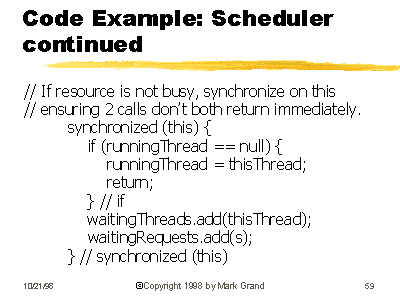 Code Example: Scheduler
continued
// If resource is not busy, synchronize on this
// ensuring 2 calls don't both return immediately.
synchronized (this) {
if (runningThread == null) {
runningThread = thisThread;
return;
} // if
waitingThreads.add(thisThread);
waitingRequests.add(s);
} // synchronized (this)
10/21/98 ©Copyright 1998 by Mark Grand 59